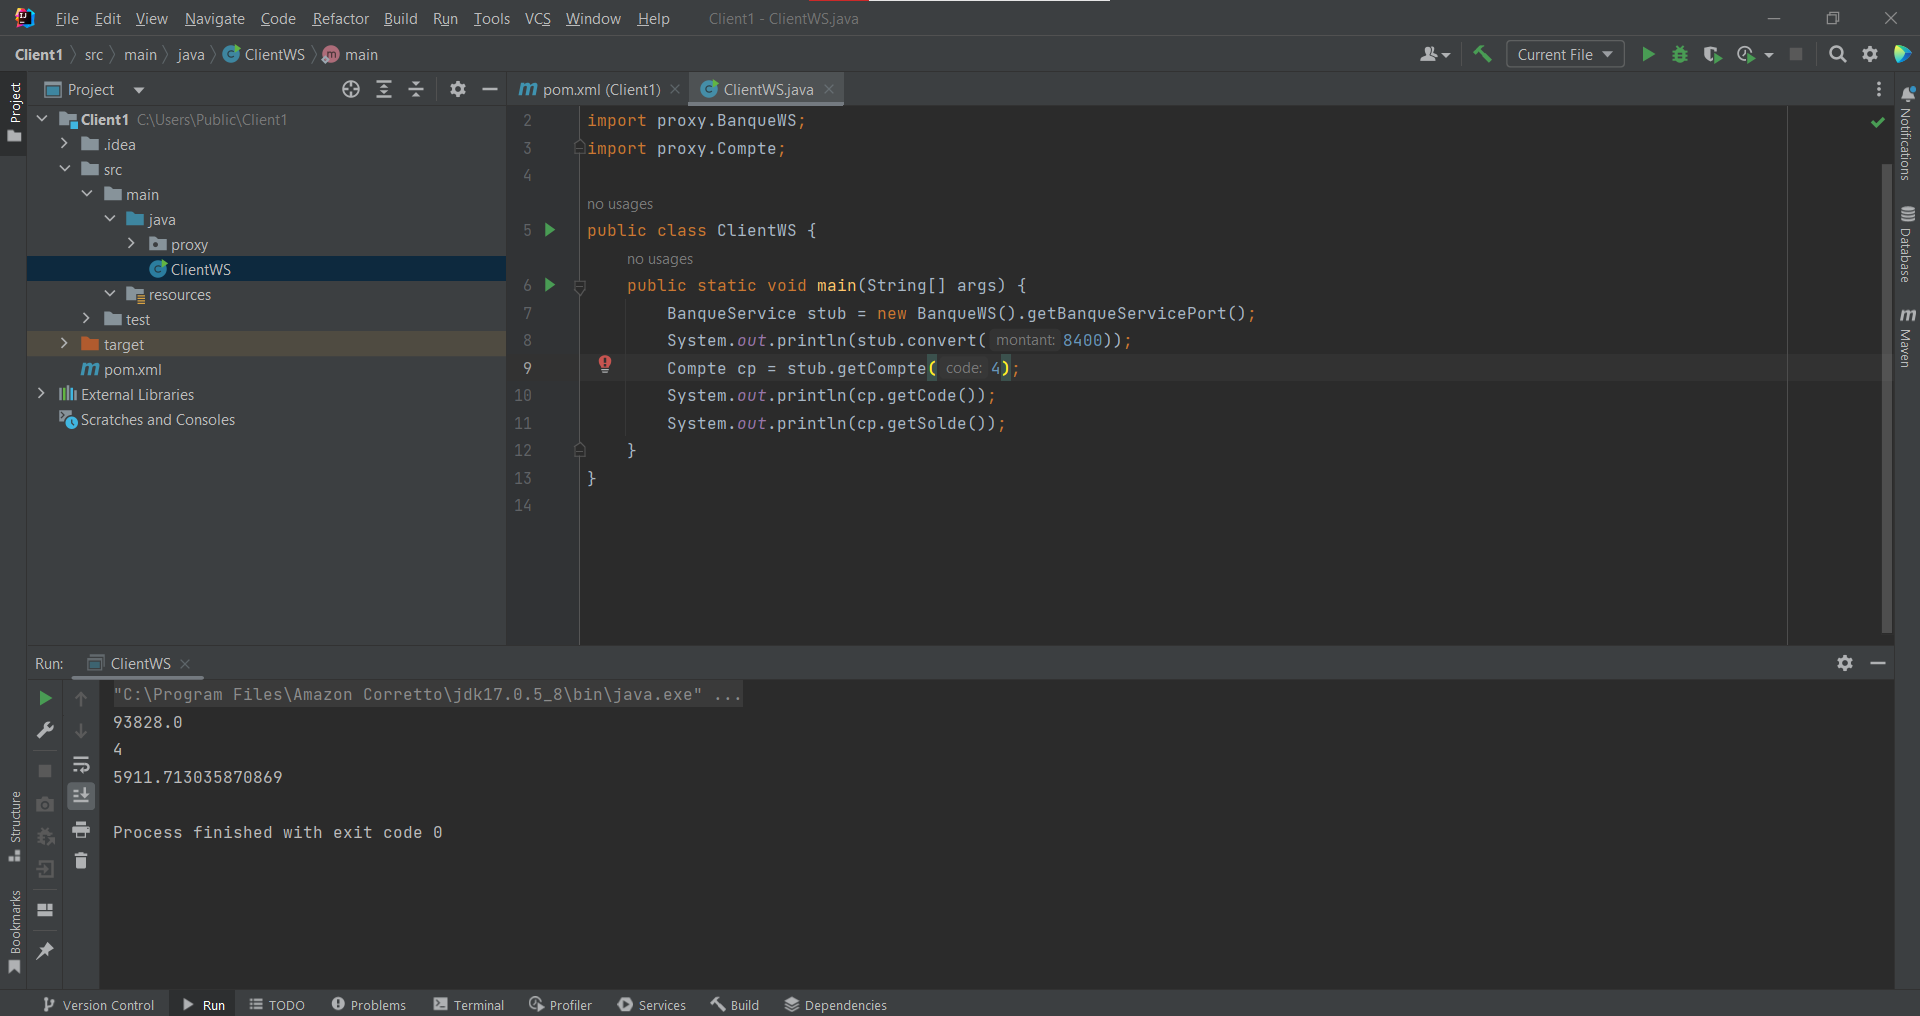 File Edit View Navigate Code Refactor Build Run Tools VCS Window Help Client1 - ClientWS.java
Client1 src main java ClientWS main Current File
Project
Project
Client1 C:\Users\Public\Client1
.idea
src
main
java
proxy
ClientWS
resources
test
target
pom.xml
External Libraries
Scratches and Consoles
pom.xml (Client1) ClientWS.java
2 import proxy.BanqueWS;
3 import proxy.Compte;
4
no usages
5 public class ClientWS {
no usages
6 public static void main(String[] args) {
7 BanqueService stub = new BanqueWS().getBanqueServicePort();
8 System.out.println(stub.convert( montant: 8400));
9 Compte cp = stub.getCompte( code: 4);
10 System.out.println(cp.getCode());
11 System.out.println(cp.getSolde());
12 }
13 }
14
Notifications
Database
Maven
Run: ClientWS
"C:\Program Files\Amazon Corretto\jdk17.0.5_8\bin\java.exe" ...
93828.0
4
5911.713035870869
Process finished with exit code 0
Structure
Bookmarks
Version Control Run TODO Problems Terminal Profiler Services Build Dependencies